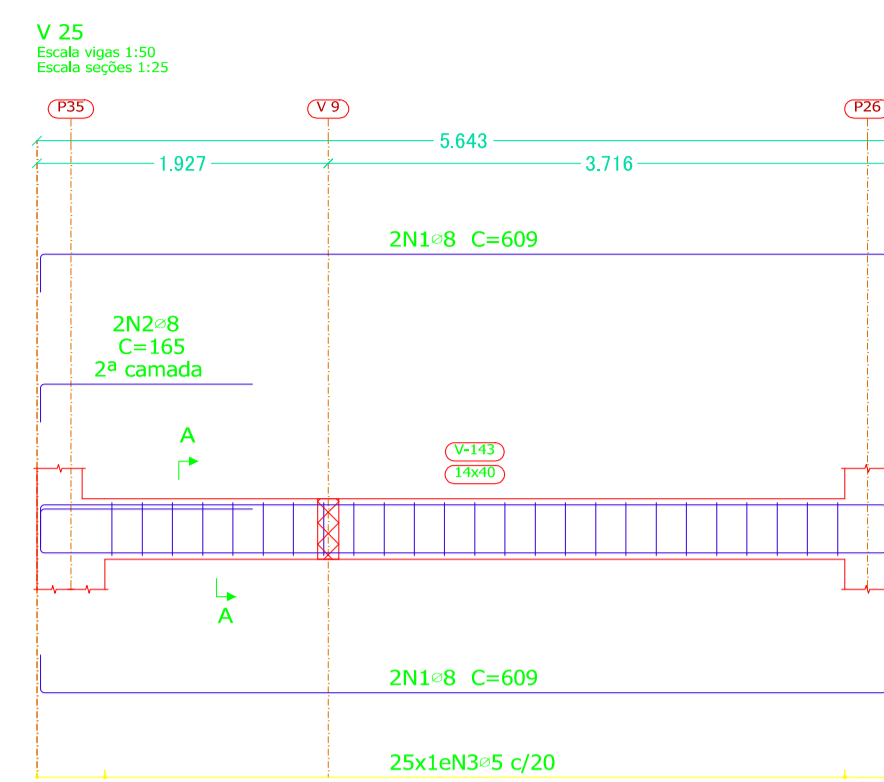 V 25
Escala vigas 1:50
Escala seções 1:25
P35
V 9
P26
5.643
1.927
3.716
2N1∅8 C=609
2N2∅8
C=165
2ª camada
A
V-143
14x40
A
2N1∅8 C=609
25x1eN3∅5 c/20